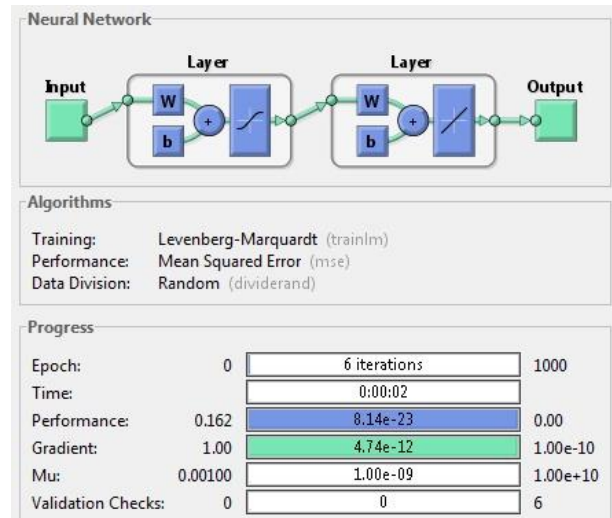 Neural Network
Layer Layer
Input Output
W W
+ +
b b
Algorithms
Training: Levenberg-Marquardt (trainlm)
Performance: Mean Squared Error (mse)
Data Division: Random (dividerand)
Progress
Epoch: 0 6 iterations 1000
Time: 0:00:02
Performance: 0.162 8.14e-23 0.00
Gradient: 1.00 4.74e-12 1.00e-10
Mu: 0.00100 1.00e-09 1.00e+10
Validation Checks: 0 0 6